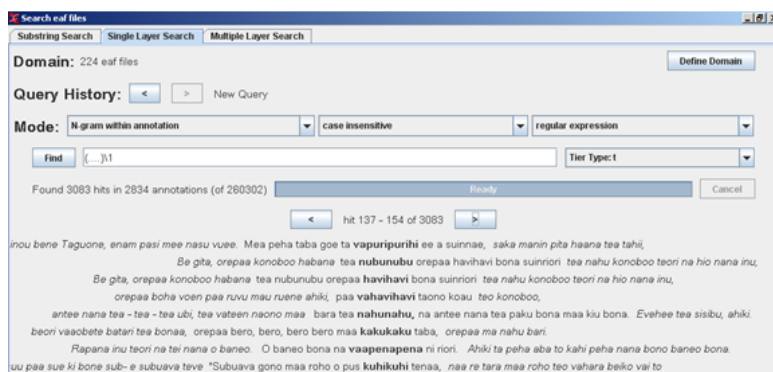 Search eaf files
Substring Search Single Layer Search Multiple Layer Search
Domain: 224 eaf files Define Domain
Query History: < > New Query
Mode: N-gram within annotation case insensitive regular expression
Find (....)\1 Tier Type: t
Found 3083 hits in 2834 annotations (of 260302) Ready Cancel
< hit 137 - 154 of 3083 >
inou bene Taguone, enam pasi mee nasu vuee. Mea peha taba goe ta vapuripurihi ee a suinnae, saka manin pita haana tea tahii,
Be gita, orepaa konoboo habana tea nubunubu orepaa havihavi bona suinriori tea nahu konoboo teori na hio nana inu,
Be gita, orepaa konoboo habana tea nubunubu orepaa havihavi bona suinriori tea nahu konoboo teori na hio nana inu,
orepaa boha voen paa ruvu mau ruene ahiki, paa vahavihavi taono koau teo konoboo,
antee nana tea - tea - tea ubi, tea vateen naono maa bara tea nahunahu, na antee nana tea paku bona maa kiu bona. Evehee tea sisibu, ahiki.
beori vaaobete batari tea bonaa, orepaa bero, bero, bero bero maa kakukaku taba, orepaa ma nahu bari.
Rapana inu teori na tei nana o baneo. O baneo bona na vaapenapena ni riori. Ahiki ta peha aba to kahi peha nana bono baneo bona.
uu paa sue ki bone sub- e subuava teve "Subuava gono maa roho o pus kuhikuhi tenaa, naa re tara maa roho teo vahara beiko vai to